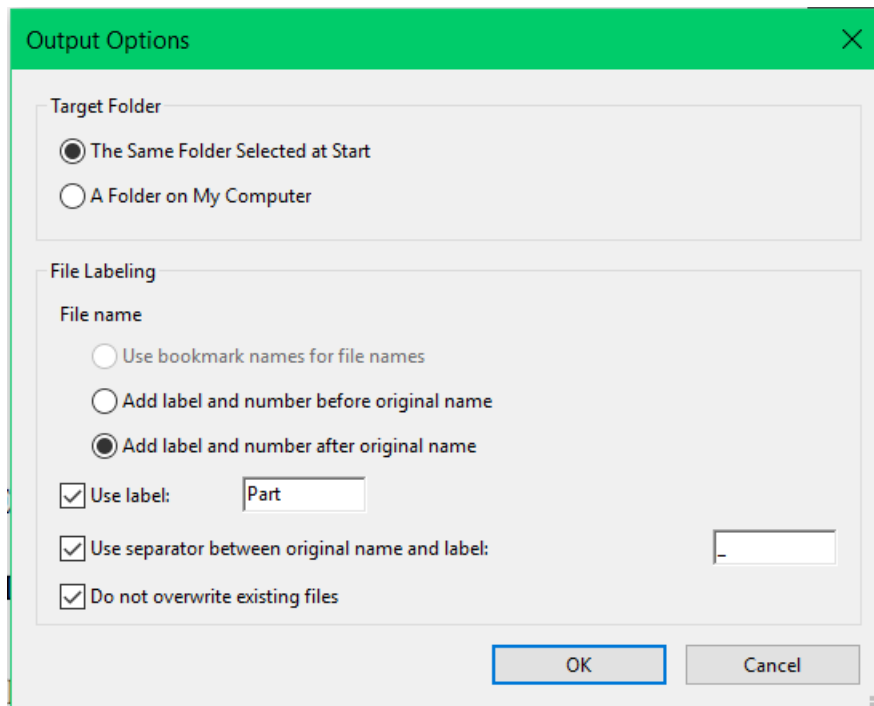 Output Options
Target Folder
The Same Folder Selected at Start
A Folder on My Computer
File Labeling
File name
Use bookmark names for file names
Add label and number before original name
Add label and number after original name
Use label: Part
Use separator between original name and label: _
Do not overwrite existing files
OK Cancel